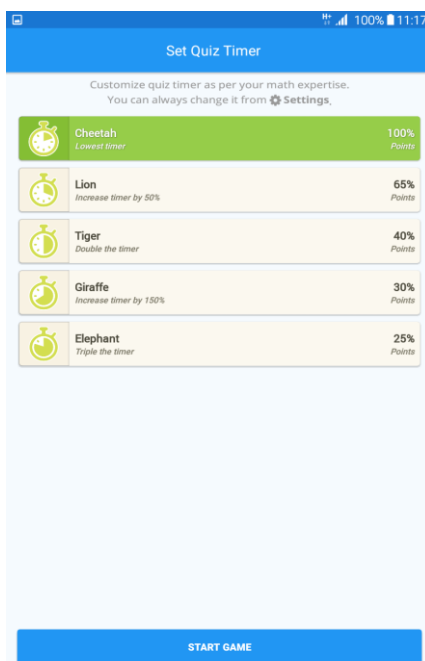 100% 11:17
Set Quiz Timer
Customize quiz timer as per your math expertise.
You can always change it from Settings.
Cheetah 100%
Lowest timer Points
Lion 65%
Increase timer by 50% Points
Tiger 40%
Double the timer Points
Giraffe 30%
Increase timer by 150% Points
Elephant 25%
Triple the timer Points
START GAME